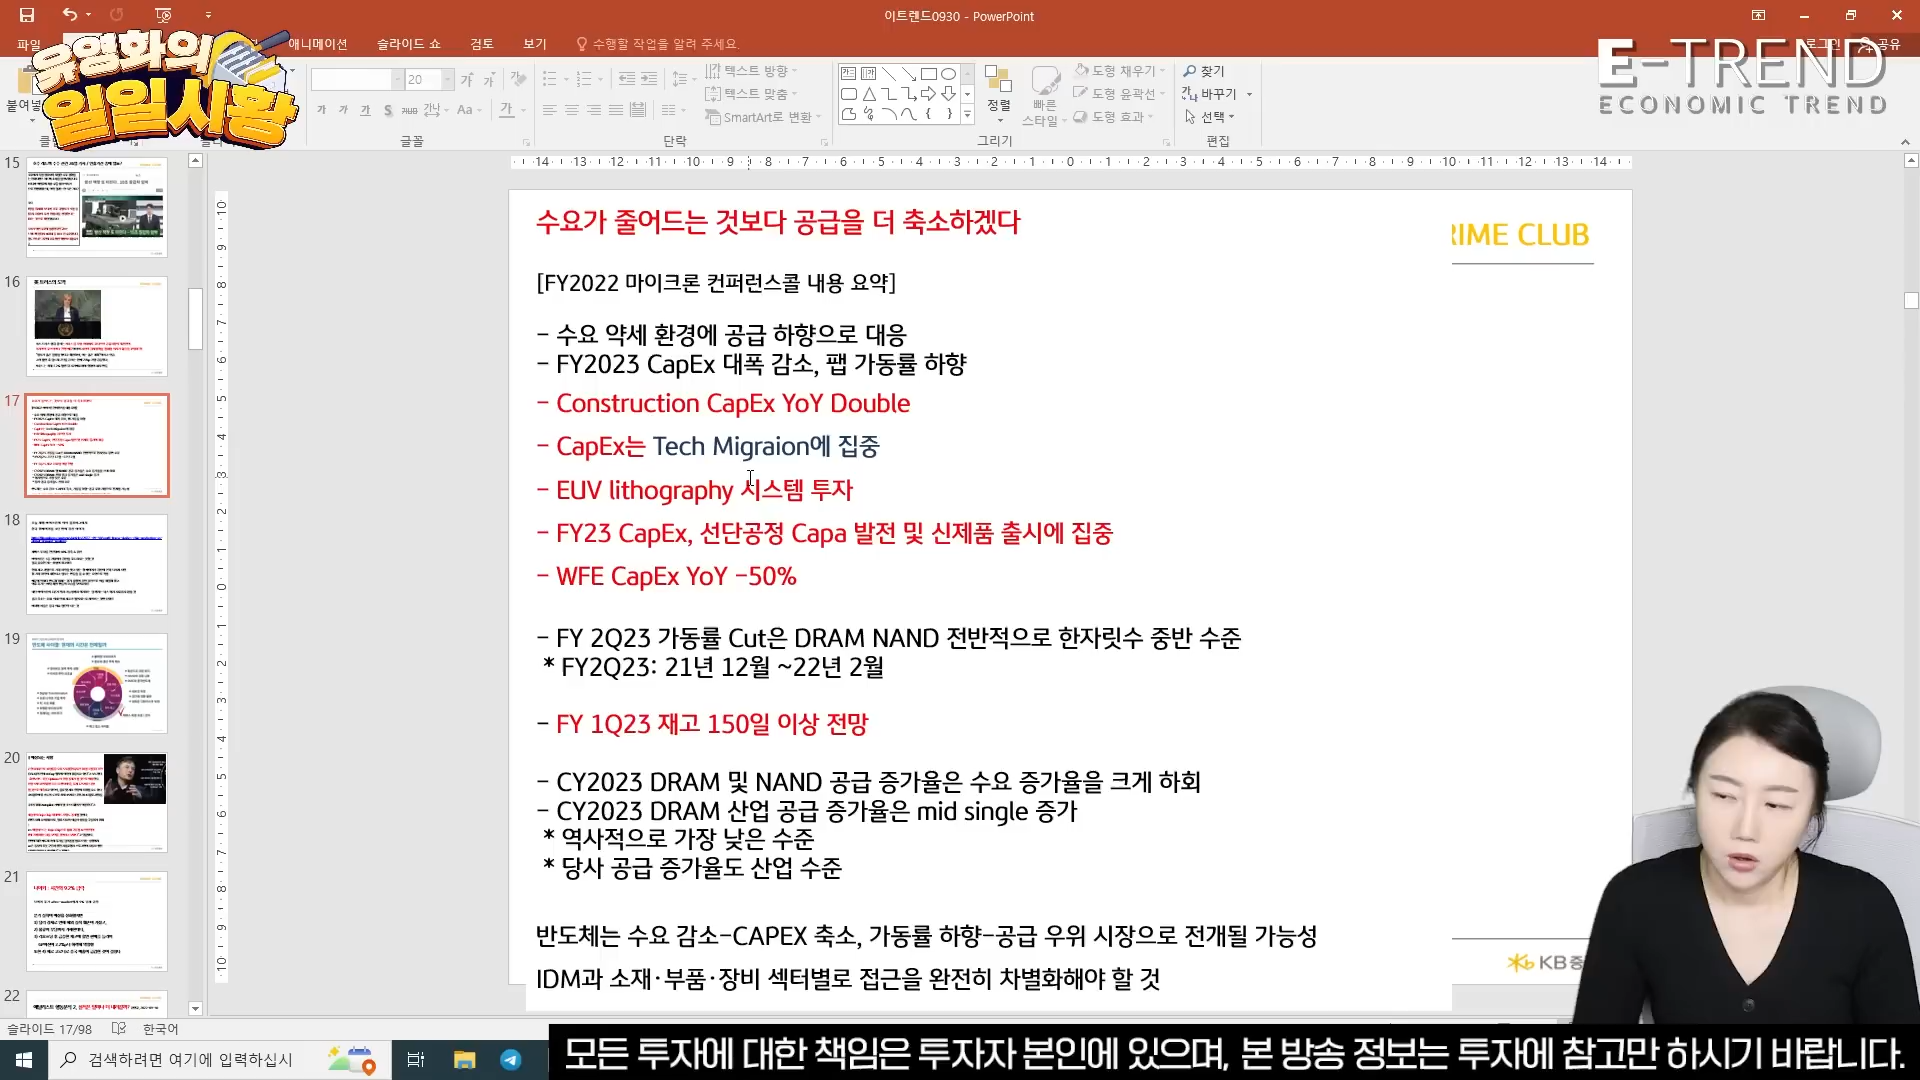 이트렌드0930 - PowerPoint
파일
애니메이션
슬라이드 쇼
검토
보기
수행할 작업을 알려 주세요.
로그인
공유
유영화의
일일시황
E-TREND
ECONOMIC TREND
20
텍스트 방향
텍스트 맞춤
SmartArt로 변환
정렬
빠른
스타일
도형 채우기
도형 윤곽선
도형 효과
찾기
바꾸기
선택
글꼴
단락
그리기
편집
15
16
17
18
19
20
21
22
수요가 줄어드는 것보다 공급을 더 축소하겠다
RIME CLUB
[FY2022 마이크론 컨퍼런스콜 내용 요약]
- 수요 약세 환경에 공급 하향으로 대응
- FY2023 CapEx 대폭 감소, 팹 가동률 하향
- Construction CapEx YoY Double
- CapEx는 Tech Migraion에 집중
- EUV lithography 시스템 투자
- FY23 CapEx, 선단공정 Capa 발전 및 신제품 출시에 집중
- WFE CapEx YoY -50%
- FY 2Q23 가동률 Cut은 DRAM NAND 전반적으로 한자릿수 중반 수준
* FY2Q23: 21년 12월 ~22년 2월
- FY 1Q23 재고 150일 이상 전망
- CY2023 DRAM 및 NAND 공급 증가율은 수요 증가율을 크게 하회
- CY2023 DRAM 산업 공급 증가율은 mid single 증가
* 역사적으로 가장 낮은 수준
* 당사 공급 증가율도 산업 수준
반도체는 수요 감소-CAPEX 축소, 가동률 하향-공급 우위 시장으로 전개될 가능성
IDM과 소재·부품·장비 섹터별로 접근을 완전히 차별화해야 할 것
KB증
슬라이드 17/98
한국어
검색하려면 여기에 입력하십시
모든 투자에 대한 책임은 투자자 본인에 있으며, 본 방송 정보는 투자에 참고만 하시기 바랍니다.